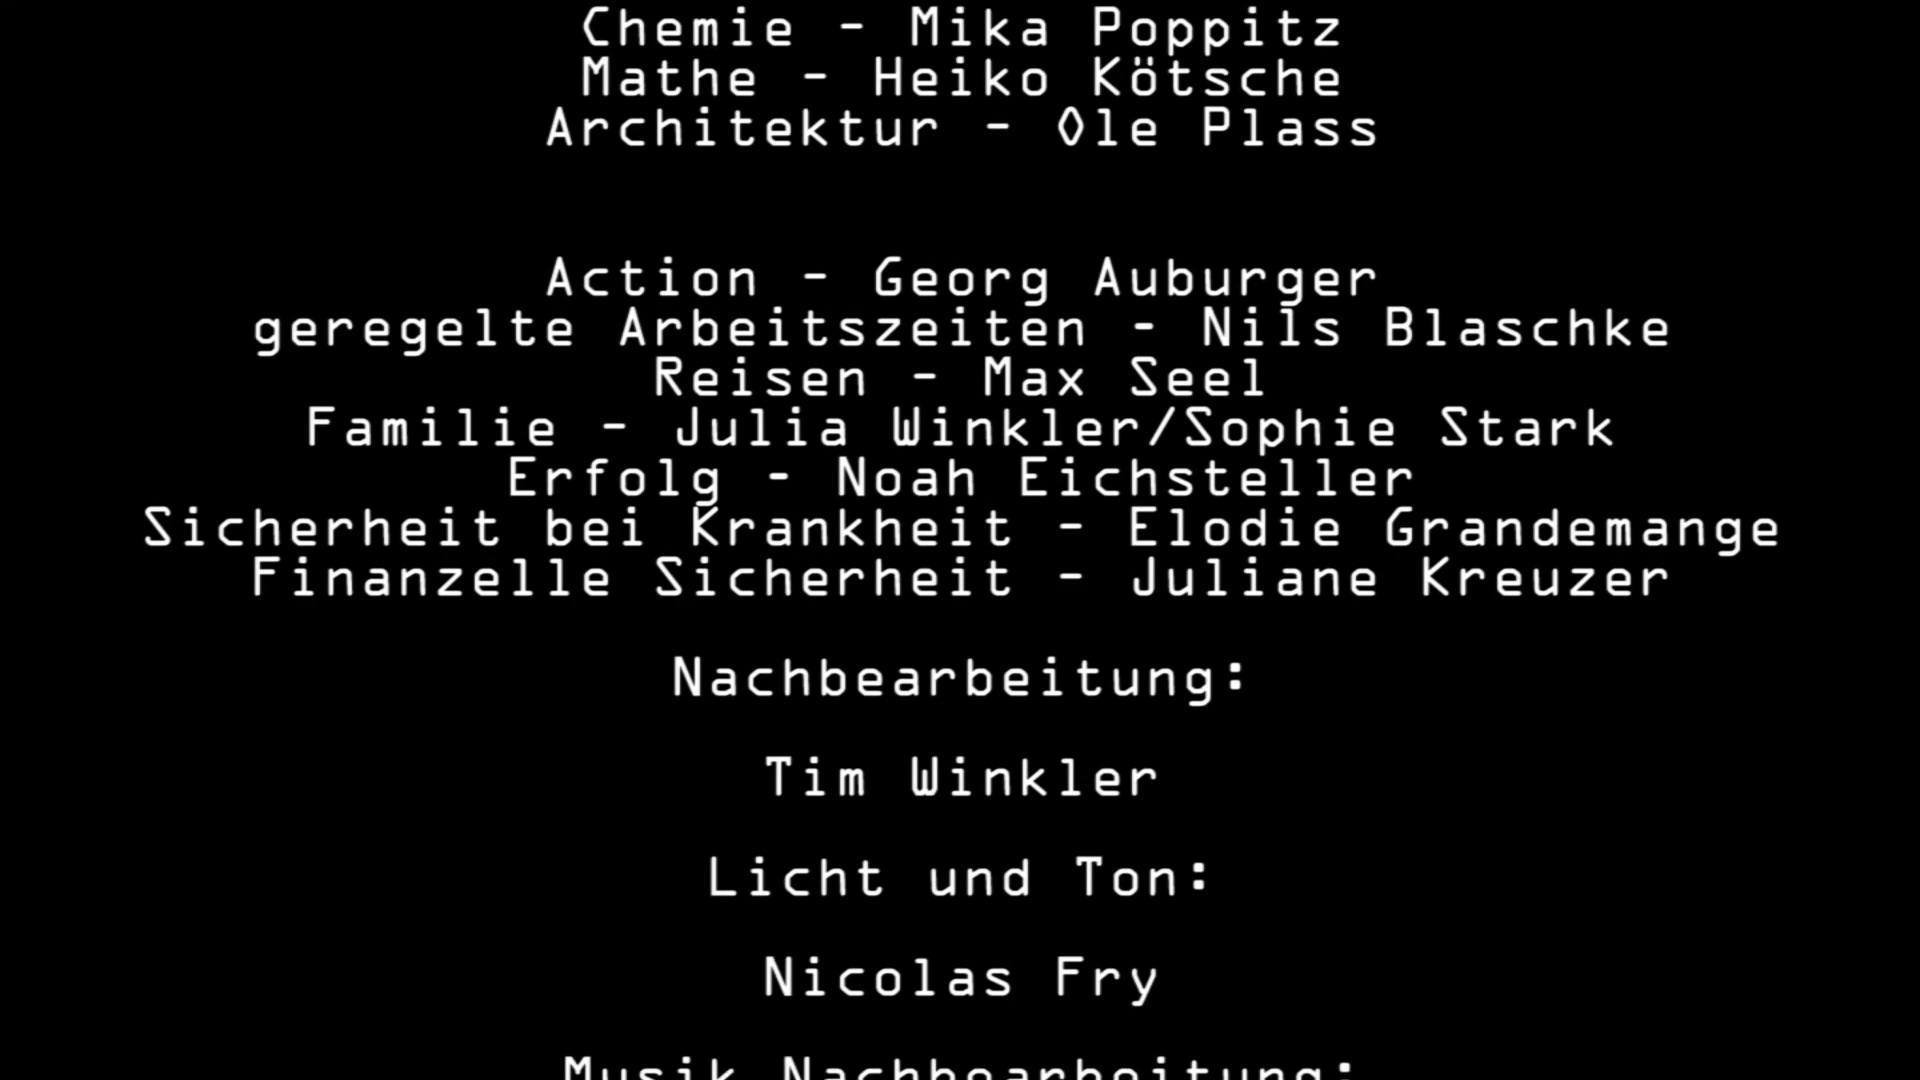 Chemie - Mika Poppitz
Mathe - Heiko Kötsche
Architektur - Ole Plass
Action - Georg Auburger
geregelte Arbeitszeiten - Nils Blaschke
Reisen - Max Seel
Familie - Julia Winkler/Sophie Stark
Erfolg - Noah Eichsteller
Sicherheit bei Krankheit - Elodie Grandemange
Finanzelle Sicherheit - Juliane Kreuzer
Nachbearbeitung:
Tim Winkler
Licht und Ton:
Nicolas Fry
Musik Nachbearbeitung: